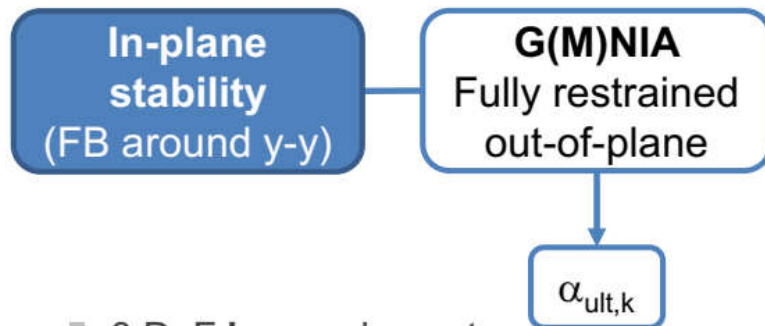 In-plane
stability
(FB around y-y)
G(M)NIA
Fully restrained
out-of-plane
αult,k